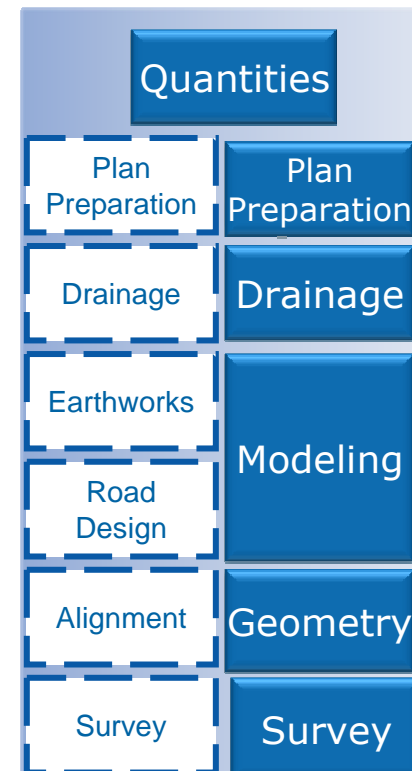 Quantities
Plan
Preparation
Plan
Preparation
Drainage
Drainage
Earthworks
Modeling
Road
Design
Alignment
Geometry
Survey
Survey